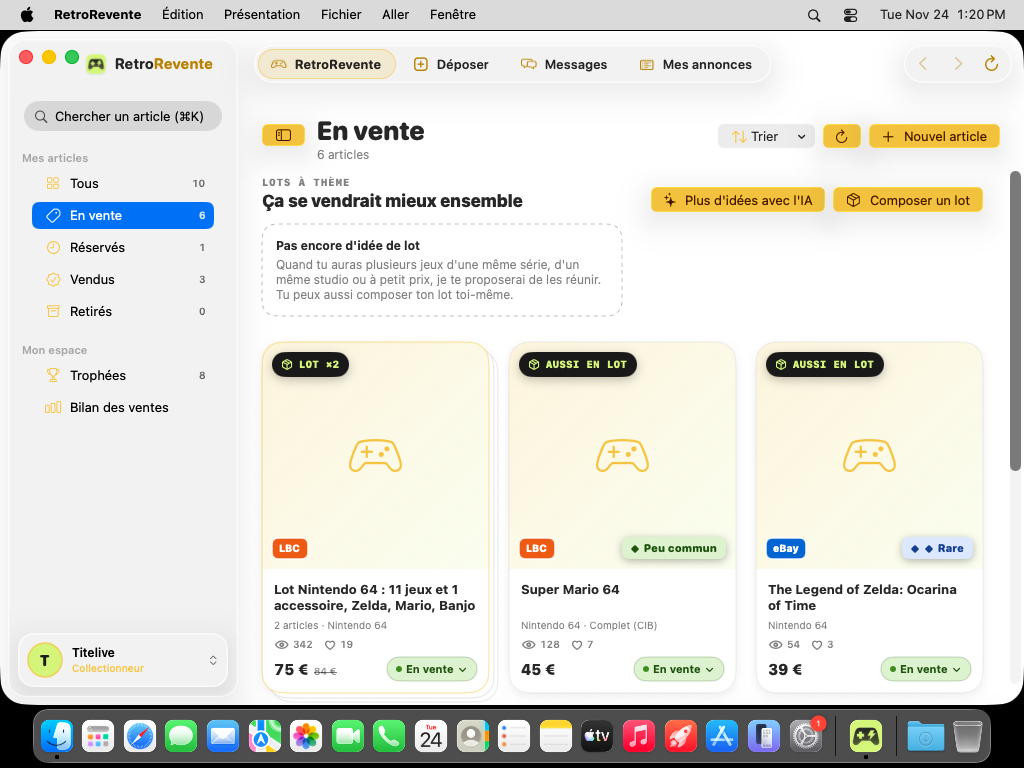 RetroRevente Édition Présentation Fichier Aller Fenêtre Tue Nov 24 1:20 PM
RetroRevente
RetroRevente Déposer Messages Mes annonces
Chercher un article (⌘K)
Mes articles
Tous 10
En vente 6
Réservés 1
Vendus 3
Retirés 0
Mon espace
Trophées 8
Bilan des ventes
T
Titelive
Collectionneur
En vente
6 articles
Trier
Nouvel article
LOTS À THÈME
Ça se vendrait mieux ensemble
Plus d'idées avec l'IA
Composer un lot
Pas encore d'idée de lot
Quand tu auras plusieurs jeux d'une même série, d'un
même studio ou à petit prix, je te proposerai de les réunir.
Tu peux aussi composer ton lot toi-même.
LOT ×2
LBC
Lot Nintendo 64 : 11 jeux et 1
accessoire, Zelda, Mario, Banjo
2 articles · Nintendo 64
342 19
75 € 84 € En vente
AUSSI EN LOT
LBC Peu commun
Super Mario 64
Nintendo 64 · Complet (CIB)
128 7
45 € En vente
AUSSI EN LOT
eBay Rare
The Legend of Zelda: Ocarina
of Time
Nintendo 64
54 3
39 € En vente
Tue
24
tv
1